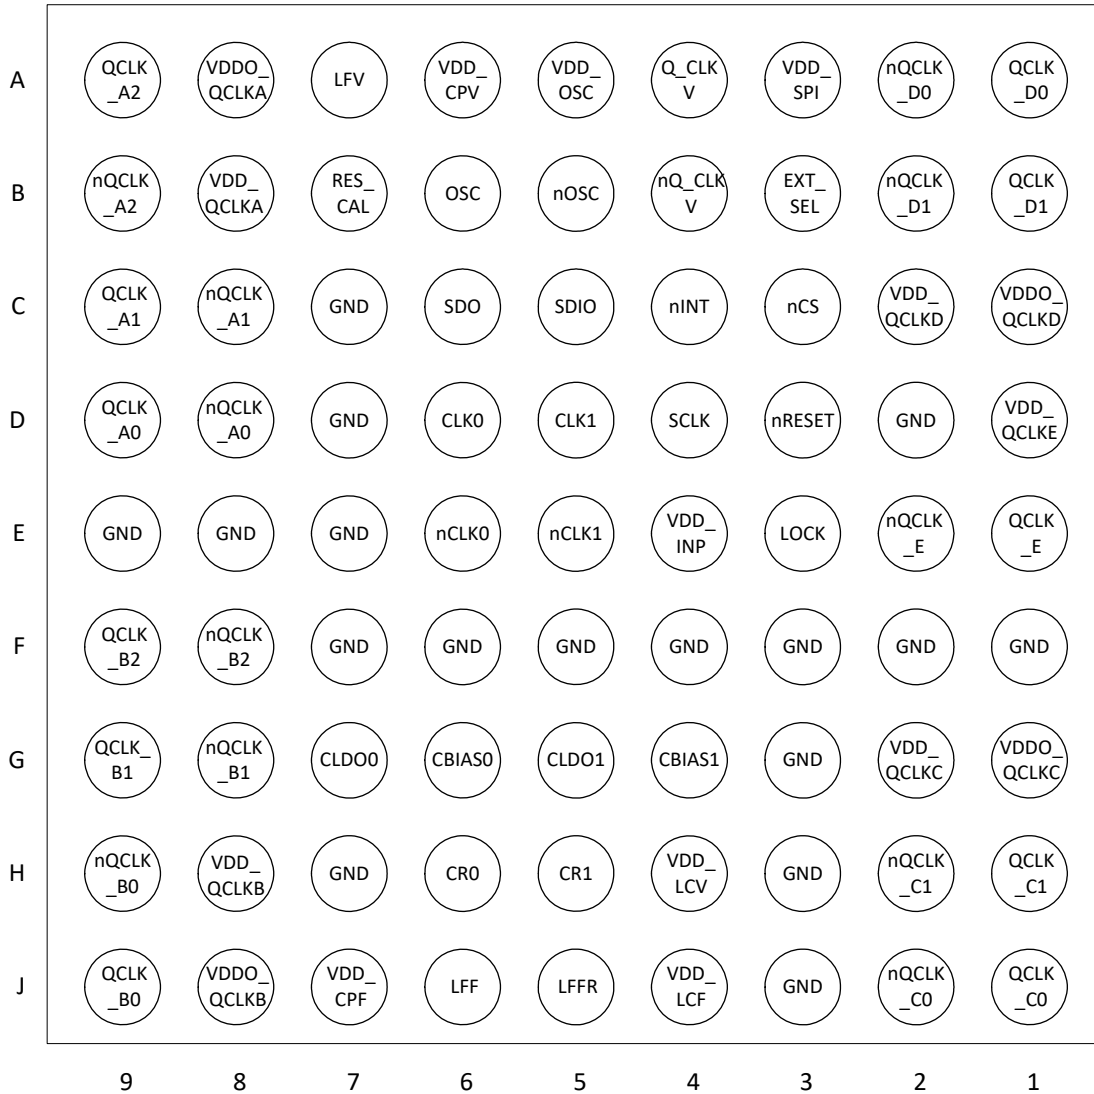 A QCLK VDDO_ LFV VDD_ VDD_ Q_CLK VDD_ nQCLK QCLK
_A2 QCLKA CPV OSC V SPI _D0 _D0
B nQCLK VDD_ RES_ OSC nOSC nQ_CLK EXT_ nQCLK QCLK
_A2 QCLKA CAL V SEL _D1 _D1
C QCLK nQCLK GND SDO SDIO nINT nCS VDD_ VDDO_
_A1 _A1 QCLKD QCLKD
D QCLK nQCLK GND CLK0 CLK1 SCLK nRESET GND VDD_
_A0 _A0 QCLKE
E GND GND GND nCLK0 nCLK1 VDD_ LOCK nQCLK QCLK
INP _E _E
F QCLK nQCLK GND GND GND GND GND GND GND
_B2 _B2
G QCLK_ nQCLK CLDO0 CBIAS0 CLDO1 CBIAS1 GND VDD_ VDDO_
B1 _B1 QCLKC QCLKC
H nQCLK VDD_ GND CR0 CR1 VDD_ GND nQCLK QCLK
_B0 QCLKB LCV _C1 _C1
J QCLK VDDO_ VDD_ LFF LFFR VDD_ GND nQCLK QCLK
_B0 QCLKB CPF LCF _C0 _C0
9 8 7 6 5 4 3 2 1